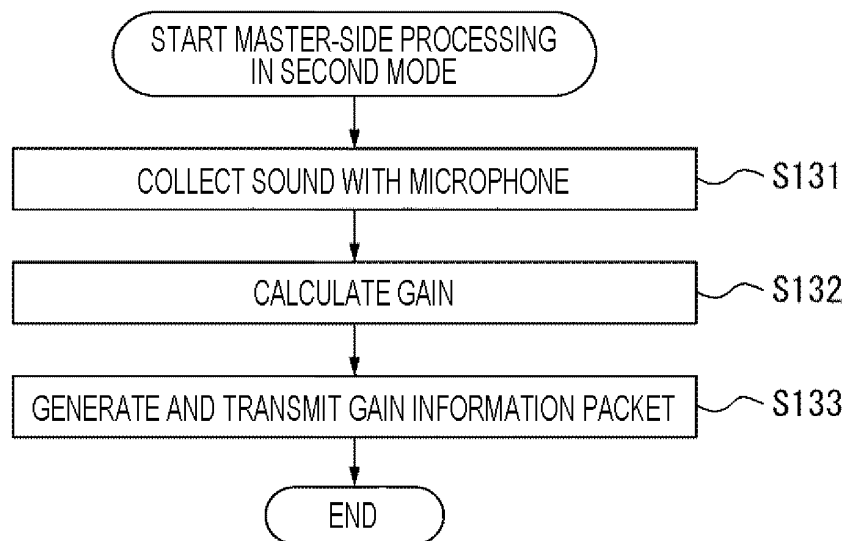 START MASTER-SIDE PROCESSING
IN SECOND MODE
COLLECT SOUND WITH MICROPHONE
S131
CALCULATE GAIN
S132
GENERATE AND TRANSMIT GAIN INFORMATION PACKET
S133
END